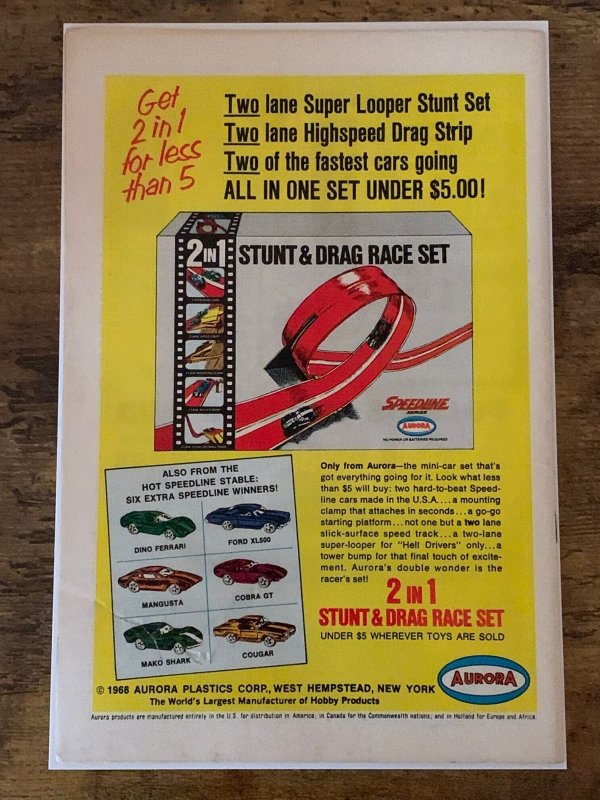 Get
2 in 1
for less
than 5
Two lane Super Looper Stunt Set
Two lane Highspeed Drag Strip
Two of the fastest cars going
ALL IN ONE SET UNDER $5.00!
2 IN 1 STUNT & DRAG RACE SET
SPEEDLINE
SERIES
AURORA
NO POWER OR BATTERIES REQUIRED
ALSO FROM THE
HOT SPEEDLINE STABLE:
SIX EXTRA SPEEDLINE WINNERS!
DINO FERRARI
FORD XL500
MANGUSTA
COBRA GT
MAKO SHARK
COUGAR
Only from Aurora—the mini-car set that's
got everything going for it. Look what less
than $5 will buy: two hard-to-beat Speed-
line cars made in the U.S.A.... a mounting
clamp that attaches in seconds...a go-go
starting platform...not one but a two lane
slick-surface speed track...a two-lane
super-looper for "Hell Drivers" only...a
tower bump for that final touch of excite-
ment. Aurora's double wonder is the
racer's set!
2 IN 1
STUNT & DRAG RACE SET
UNDER $5 WHEREVER TOYS ARE SOLD
© 1968 AURORA PLASTICS CORP., WEST HEMPSTEAD, NEW YORK
The World's Largest Manufacturer of Hobby Products
AURORA
Aurora products are manufactured entirely in the U.S. for distribution in America; in Canada for the Commonwealth nations; and in Holland for Europe and Africa